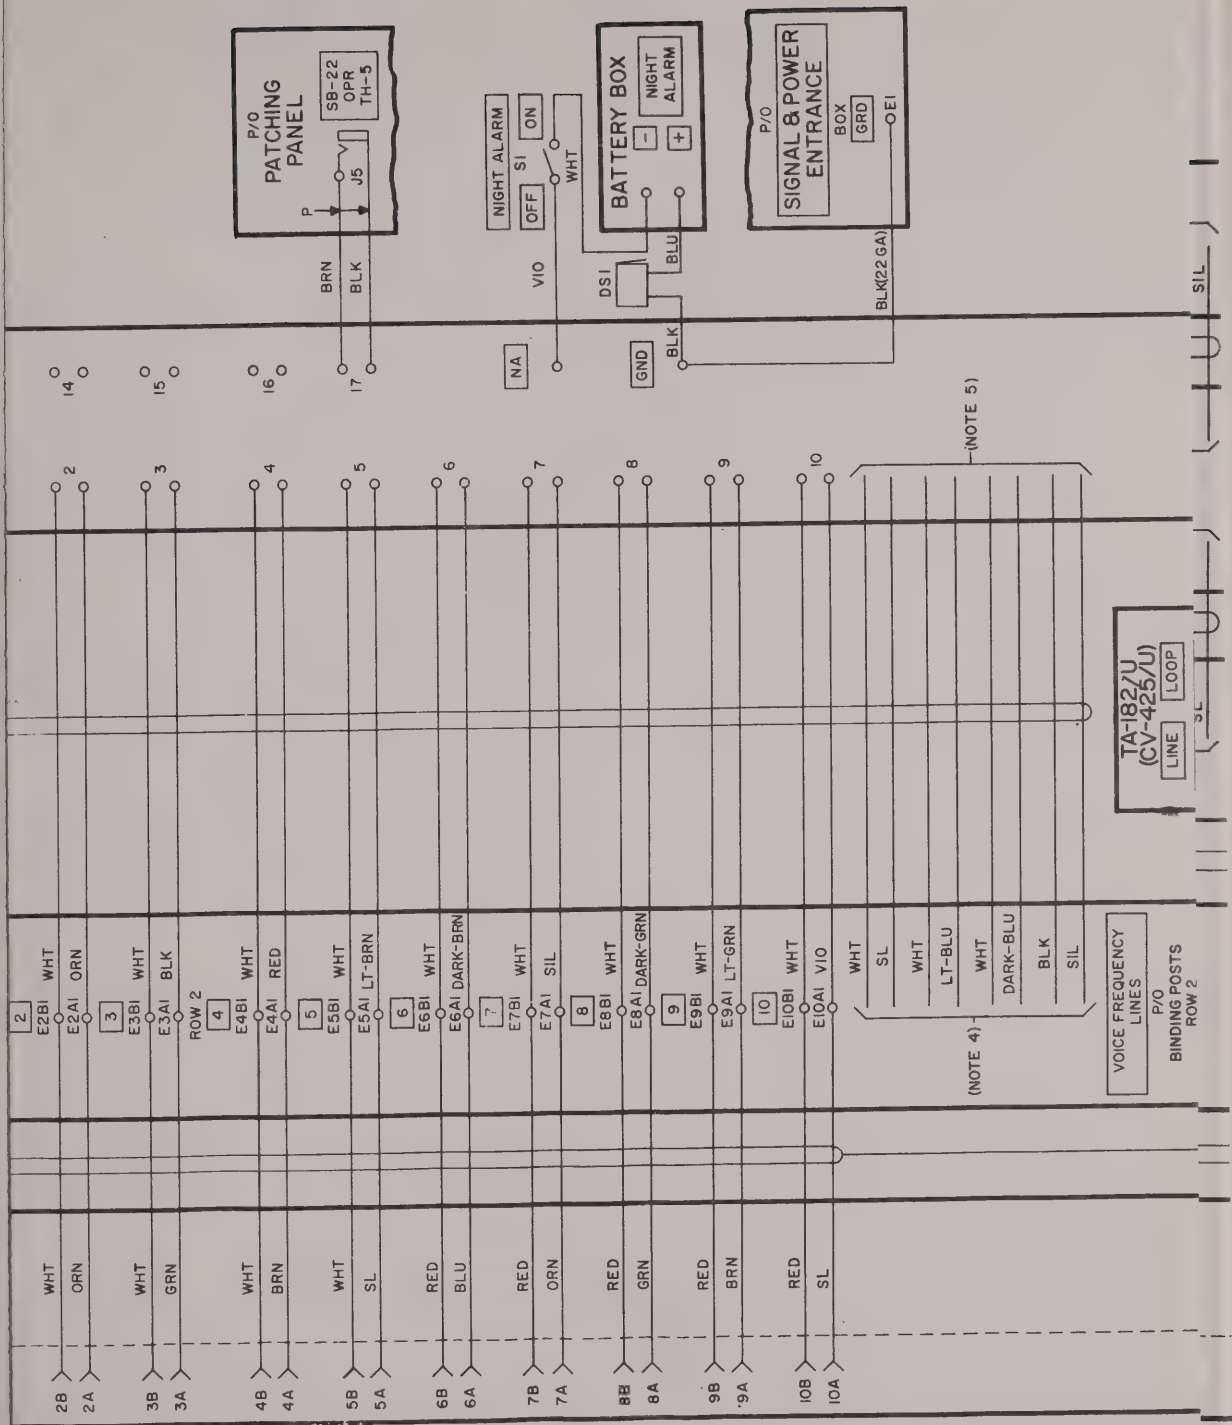 P/O
PATCHING
PANEL
SB-22
OPR
TH-5
J5
P
BRN
BLK
NIGHT ALARM
S1
OFF
ON
WHT
VIO
BATTERY BOX
NIGHT
ALARM
-
+
DS1
BLU
BLK
P/O
SIGNAL & POWER
ENTRANCE
BOX
GRD
E1
BLK(22 GA)
14
15
16
17
NA
GND
SIL
2
3
4
5
6
7
8
9
10
(NOTE 5)
TA-182/U
(CV-425/U)
LINE
LOOP
SL
2
E2B1 WHT
E2A1 ORN
3
E3B1 WHT
E3A1 BLK
ROW 2
4
E4B1 WHT
E4A1 RED
5
E5B1 WHT
E5A1 LT-BRN
6
E6B1 WHT
E6A1 DARK-BRN
7
E7B1 WHT
E7A1 SIL
8
E8B1 WHT
E8A1 DARK-GRN
9
E9B1 WHT
E9A1 LT-GRN
10
E10B1 WHT
E10A1 VIO
WHT
SL
WHT
LT-BLU
WHT
DARK-BLU
BLK
SIL
(NOTE 4)
VOICE FREQUENCY
LINES
P/O
BINDING POSTS
ROW 2
WHT
ORN
WHT
GRN
WHT
BRN
WHT
SL
RED
BLU
RED
ORN
RED
GRN
RED
BRN
RED
SL
2B
2A
3B
3A
4B
4A
5B
5A
6B
6A
7B
7A
8B
8A
9B
9A
10B
10A